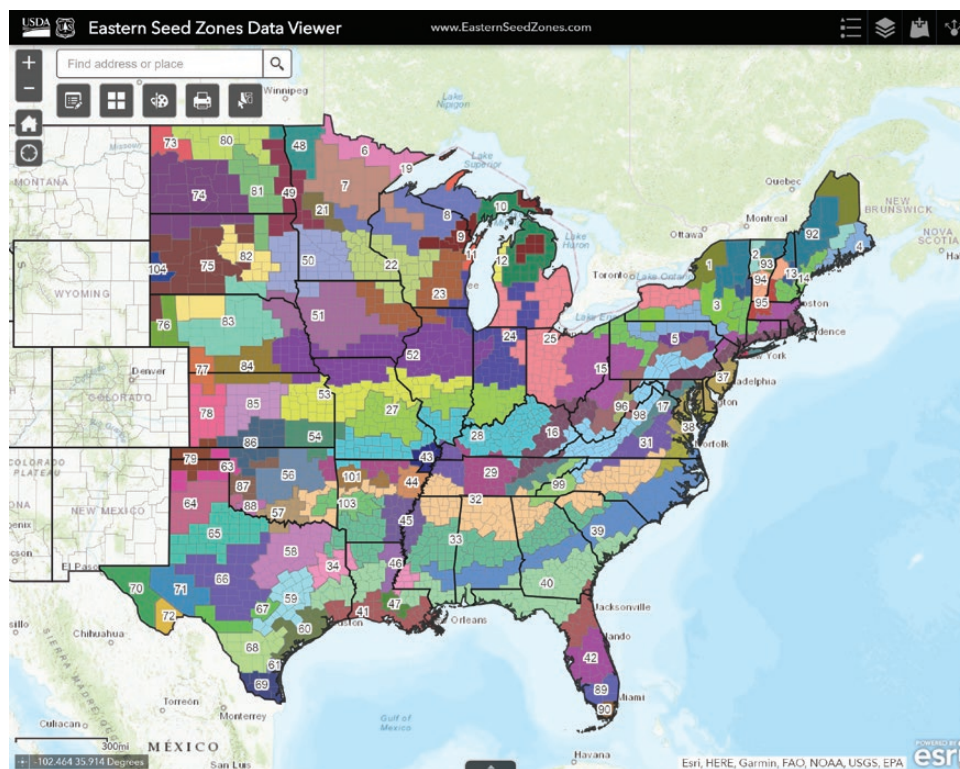 USDA
Eastern Seed Zones Data Viewer
www.EasternSeedZones.com
+
Find address or place
−
Winnipeg
Lake
Nipigon
Missouri
73
80
48
6
19
Lake
Superior
Quebec
MONTANA
74
81
49
7
21
8
10
Montreal
NEW
BRUNSWICK
Ottawa
92
NOVA
SCOTIA
104
75
82
50
22
9
11
12
Lake
Huron
Toronto
Lake Ontario
1
2
93
94
13
14
4
WYOMING
23
3
95
76
83
51
24
25
5
77
84
52
15
Denver
COLORADO
37
78
85
53
27
96
98
17
38
86
54
28
16
31
43
COLORADO
PLATEAU
79
63
56
101
44
29
99
NEW MEXICO
64
87
88
57
103
32
65
45
33
39
58
34
46
40
El Paso
66
70
71
59
67
41
47
Jacksonville
72
60
Chihuahua
68
61
42
69
89
90
Torreón
Monterrey
Gulf of
Mexico
Culiacan
MÉXICO
San Luis
Havana
300mi
-102.464 35.914 Degrees
Esri, HERE, Garmin, FAO, NOAA, USGS, EPA
POWERED BY
esri